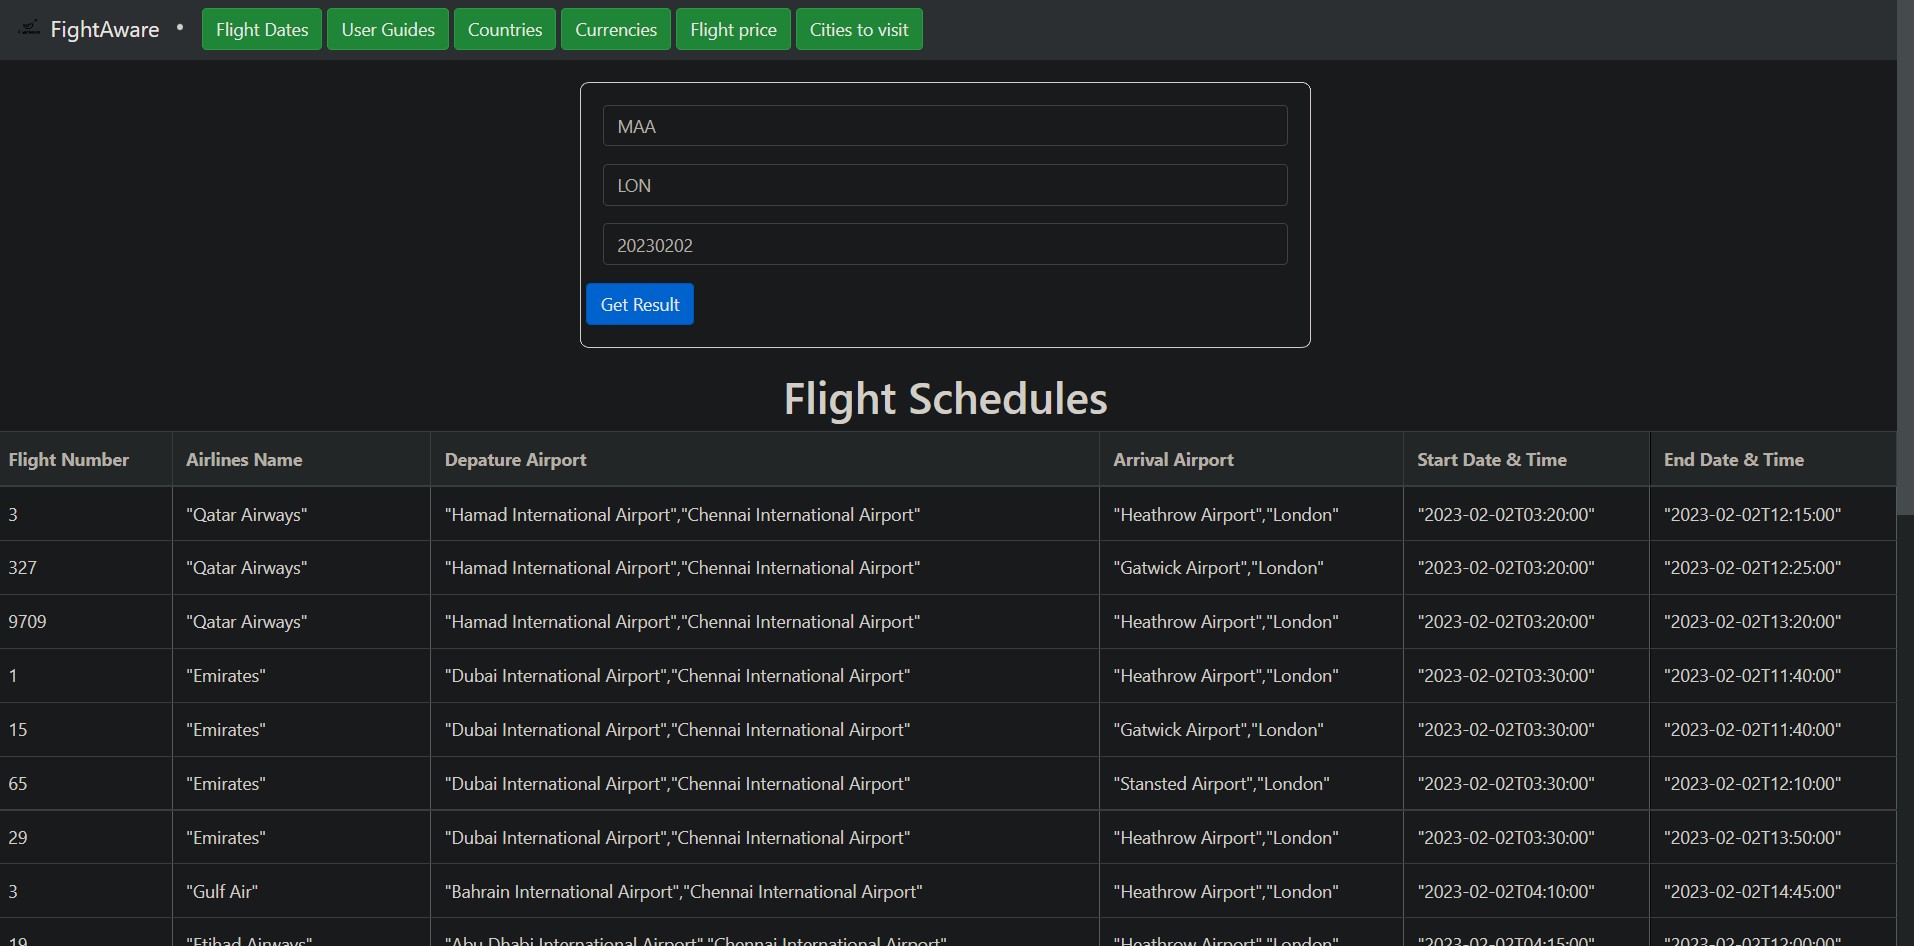 FightAware • Flight Dates User Guides Countries Currencies Flight price Cities to visit
MAA
LON
20230202
Get Result
Flight Schedules
Flight Number Airlines Name Depature Airport Arrival Airport Start Date & Time End Date & Time
3 "Qatar Airways" "Hamad International Airport","Chennai International Airport" "Heathrow Airport","London" "2023-02-02T03:20:00" "2023-02-02T12:15:00"
327 "Qatar Airways" "Hamad International Airport","Chennai International Airport" "Gatwick Airport","London" "2023-02-02T03:20:00" "2023-02-02T12:25:00"
9709 "Qatar Airways" "Hamad International Airport","Chennai International Airport" "Heathrow Airport","London" "2023-02-02T03:20:00" "2023-02-02T13:20:00"
1 "Emirates" "Dubai International Airport","Chennai International Airport" "Heathrow Airport","London" "2023-02-02T03:30:00" "2023-02-02T11:40:00"
15 "Emirates" "Dubai International Airport","Chennai International Airport" "Gatwick Airport","London" "2023-02-02T03:30:00" "2023-02-02T11:40:00"
65 "Emirates" "Dubai International Airport","Chennai International Airport" "Stansted Airport","London" "2023-02-02T03:30:00" "2023-02-02T12:10:00"
29 "Emirates" "Dubai International Airport","Chennai International Airport" "Heathrow Airport","London" "2023-02-02T03:30:00" "2023-02-02T13:50:00"
3 "Gulf Air" "Bahrain International Airport","Chennai International Airport" "Heathrow Airport","London" "2023-02-02T04:10:00" "2023-02-02T14:45:00"
19 "Etihad Airways" "Abu Dhabi International Airport","Chennai International Airport" "Heathrow Airport","London" "2023-02-02T04:15:00" "2023-02-02T12:00:00"